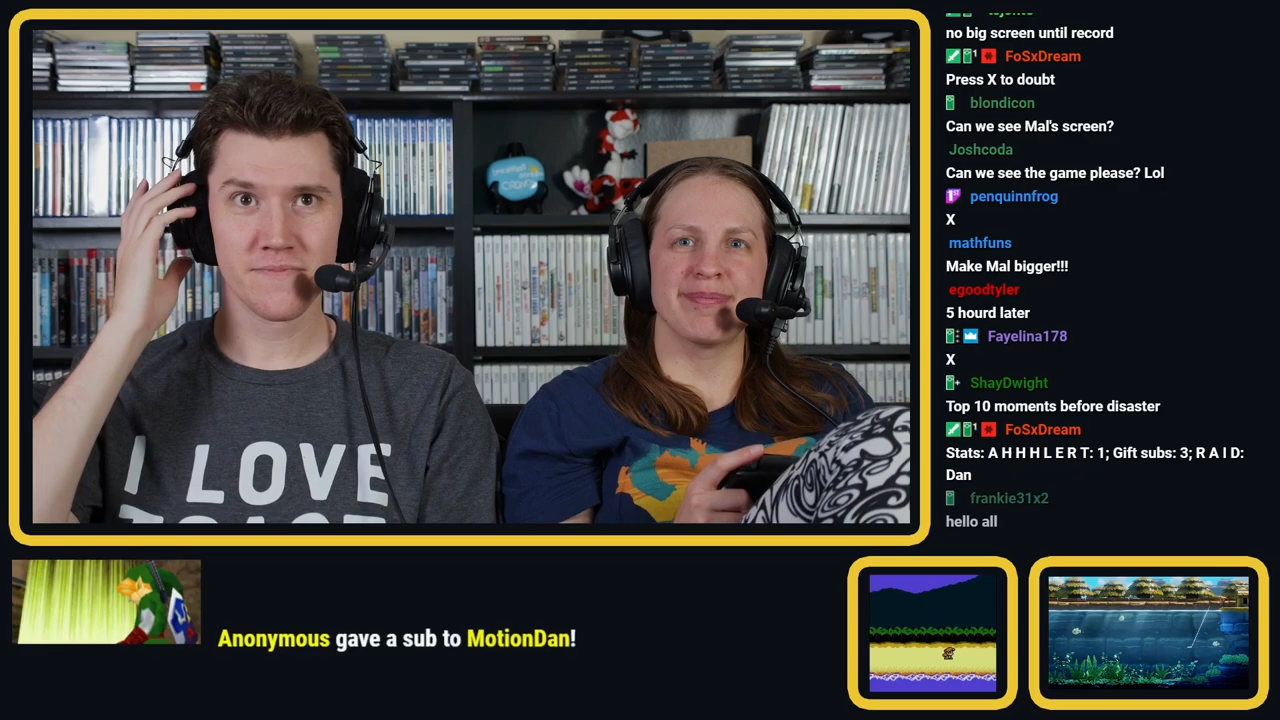 no big screen until record
FoSxDream
Press X to doubt
blondicon
Can we see Mal's screen?
Joshcoda
Can we see the game please? Lol
penquinnfrog
X
mathfuns
Make Mal bigger!!!
egoodtyler
5 hourd later
Fayelina178
X
ShayDwight
Top 10 moments before disaster
FoSxDream
Stats: A H H H L E R T: 1; Gift subs: 3; R A I D:
Dan
frankie31x2
hello all
I LOVE
Anonymous gave a sub to MotionDan!